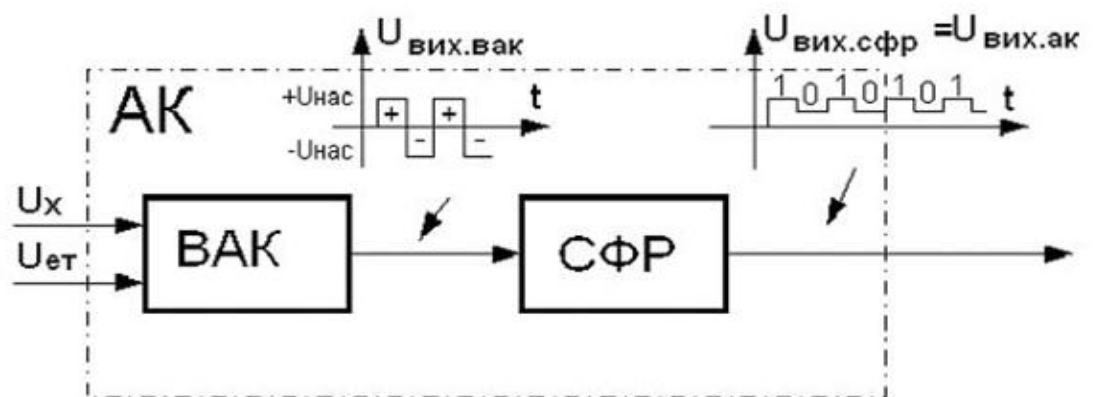 Uвих.вак
Uвих.сфр =Uвих.ак
АК
+Uнас
-Uнас
+ - + -
t
1 0 1 0 1 0 1
t
Uх
Uет
ВАК
СФР